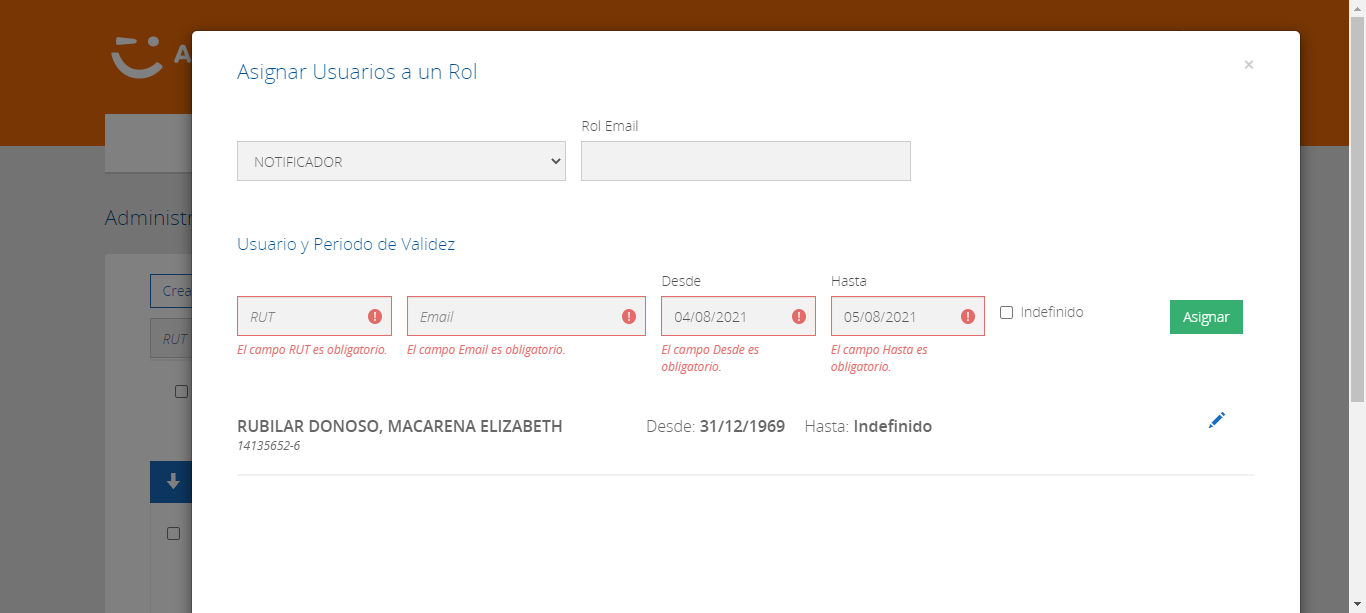 A
Asignar Usuarios a un Rol
×
Rol Email
NOTIFICADOR
Administr
Usuario y Periodo de Validez
Desde
Hasta
Crea
RUT
Email
04/08/2021
05/08/2021
Indefinido
Asignar
RUT
El campo RUT es obligatorio.
El campo Email es obligatorio.
El campo Desde es
obligatorio.
El campo Hasta es
obligatorio.
RUBILAR DONOSO, MACARENA ELIZABETH
Desde: 31/12/1969
Hasta: Indefinido
14135652-6